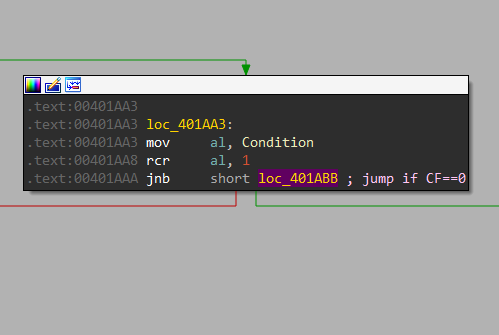 .text:00401AA3
.text:00401AA3 loc_401AA3:
.text:00401AA3 mov al, Condition
.text:00401AA8 rcr al, 1
.text:00401AAA jnb short loc_401ABB ; jump if CF==0